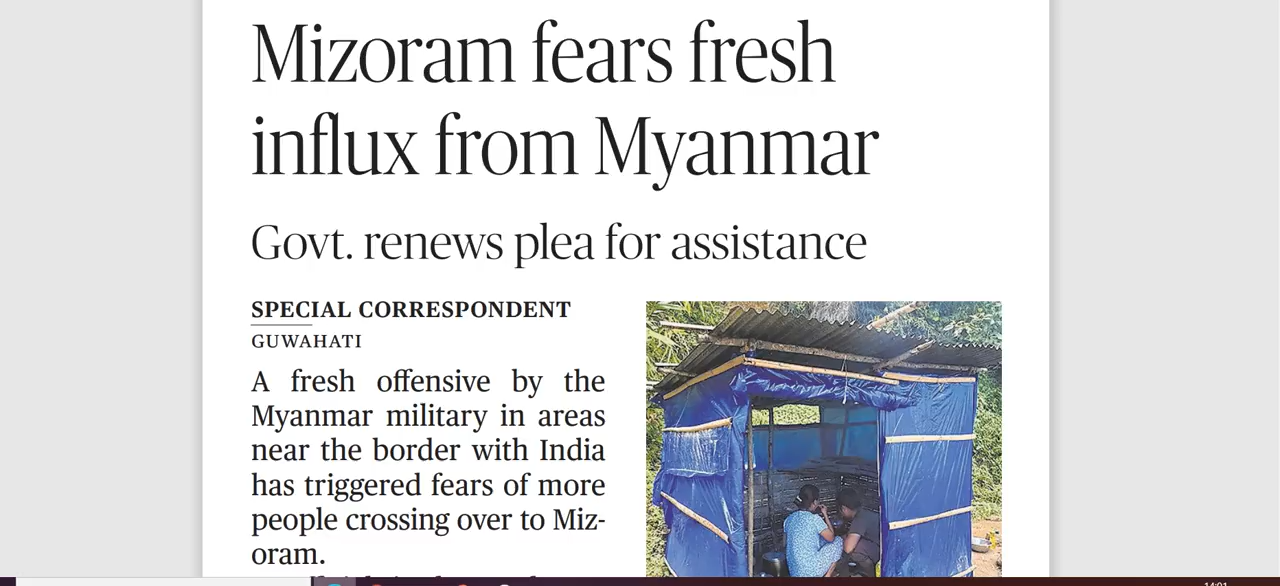 Mizoram fears fresh
influx from Myanmar
Govt. renews plea for assistance
SPECIAL CORRESPONDENT
GUWAHATI
A fresh offensive by the
Myanmar military in areas
near the border with India
has triggered fears of more
people crossing over to Miz-
oram.